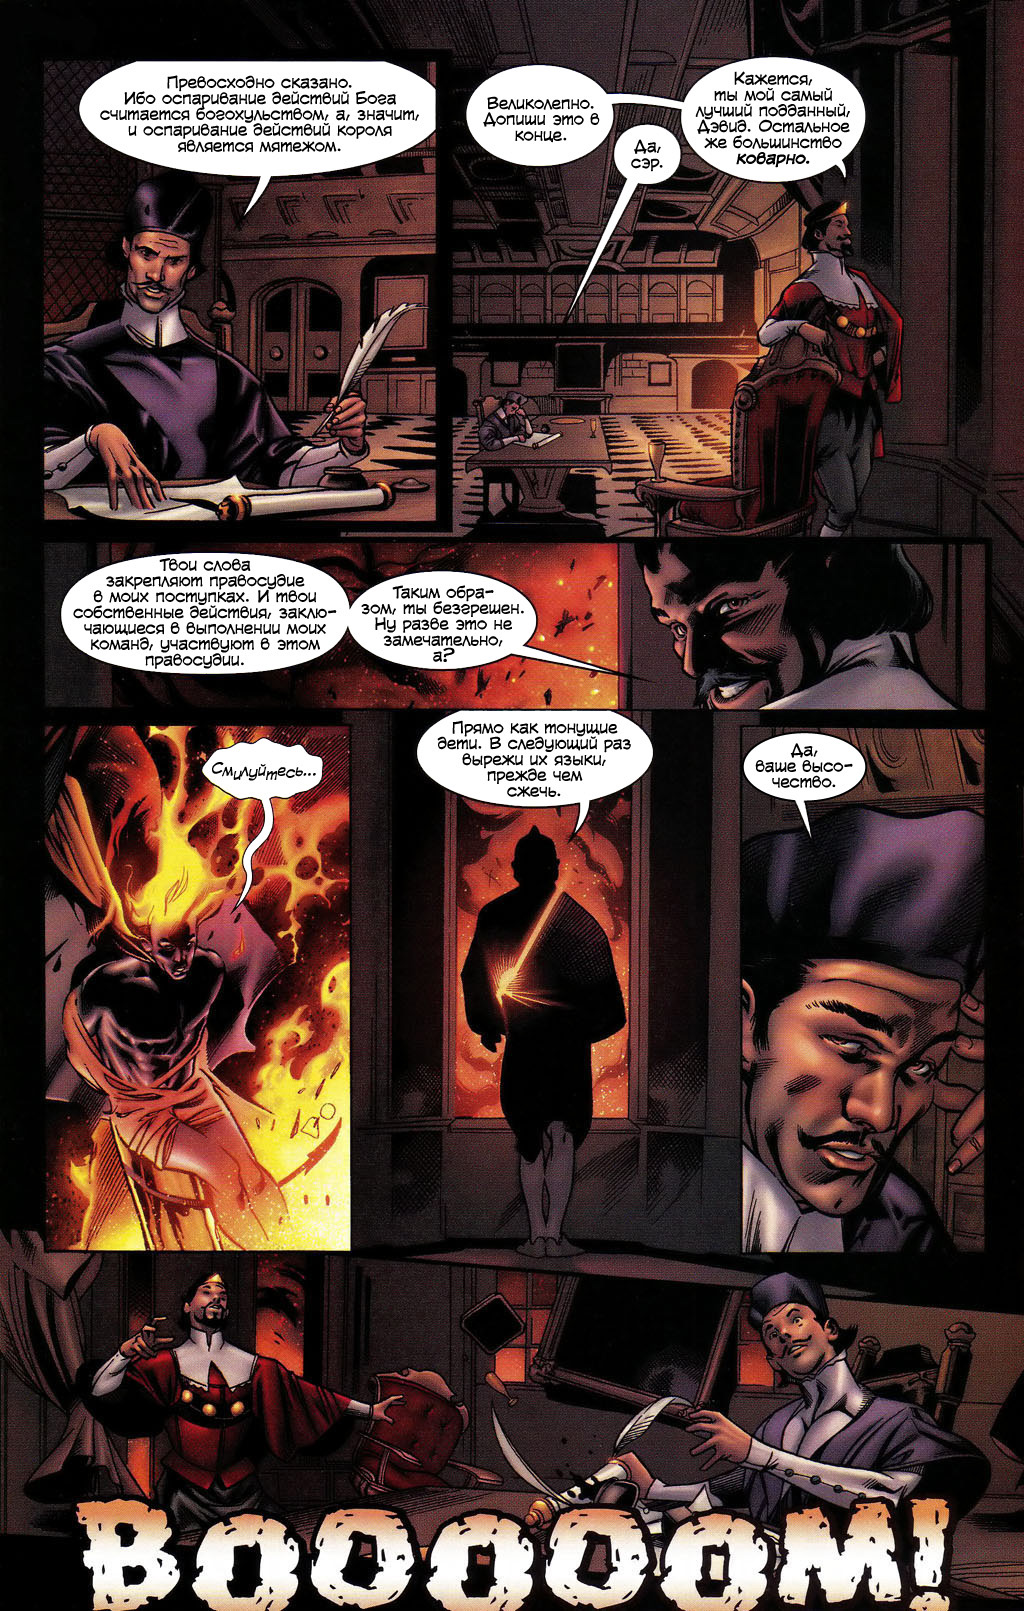 Превосходно сказано.
Ибо оспаривание действий Бога
считается богохульством, а, значит,
и оспаривание действий короля
является мятежом.
Великолепно.
Допиши это в
конце.
Да,
сэр.
Кажется,
ты мой самый
лучший подданный,
Дэвид. Остальное
же большинство
коварно.
Твои слова
закрепляют правосудие
в моих поступках. И твои
собственные действия, заклю-
чающиеся в выполнении моих
команд, участвуют в этом
правосудии.
Таким обра-
зом, ты безгрешен.
Ну разве это не
замечательно,
а?
Смилуйтесь...
Прямо как тонущие
дети. В следующий раз
вырежи их языки,
прежде чем
сжечь.
Да,
ваше высо-
чество.
BOOOOOM!